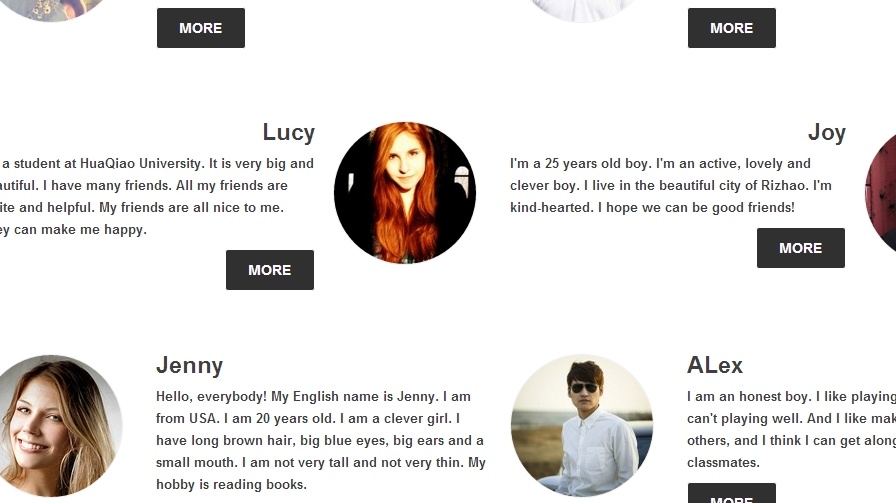 MORE
MORE
Lucy
a student at HuaQiao University. It is very big and
I have many friends. All my friends are
and helpful. My friends are all nice to me.
can make me happy.
MORE
Joy
I'm a 25 years old boy. I'm an active, lovely and
clever boy. I live in the beautiful city of Rizhao. I'm
kind-hearted. I hope we can be good friends!
MORE
Jenny
Hello, everybody! My English name is Jenny. I am
from USA. I am 20 years old. I am a clever girl. I
have long brown hair, big blue eyes, big ears and a
small mouth. I am not very tall and not very thin. My
hobby is reading books.
ALex
I am an honest boy. I like playing
can't playing well. And I like mak
others, and I think I can get along
classmates.
MORE